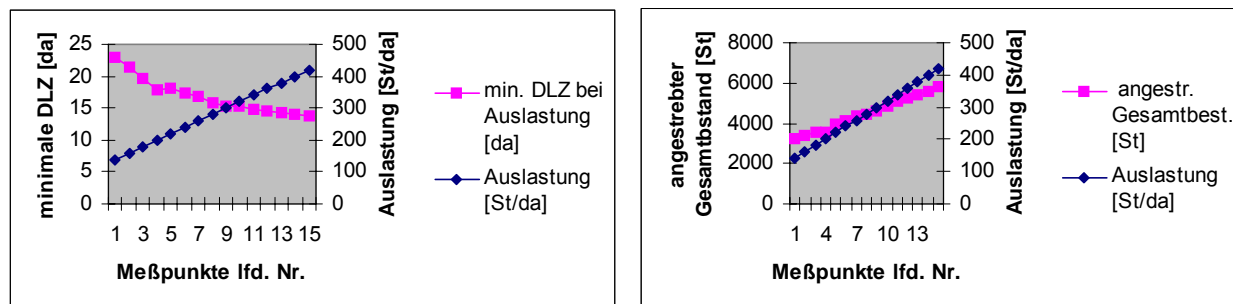 minimale DLZ [da]
25
20
15
10
5
0
1 3 5 7 9 11 13 15
Meßpunkte lfd. Nr.
500
400
300
200
100
0
Auslastung [St/da]
min. DLZ bei
Auslastung
[da]
Auslastung
[St/da]
angestrebter
Gesamtbstand [St]
8000
6000
4000
2000
0
1 4 7 10 13
Meßpunkte lfd. Nr.
500
400
300
200
100
0
Auslastung [St/da]
angestr.
Gesamtbest.
[St]
Auslastung
[St/da]